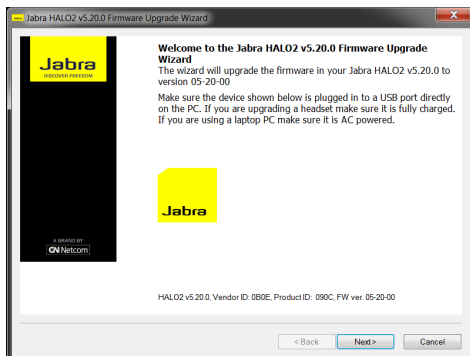 Jabra HALO2 v5.20.0 Firmware Upgrade Wizard
Jabra
DISCOVER FREEDOM
Welcome to the Jabra HALO2 v5.20.0 Firmware Upgrade
Wizard
The wizard will upgrade the firmware in your Jabra HALO2 v5.20.0 to
version 05-20-00
Make sure the device shown below is plugged in to a USB port directly
on the PC. If you are upgrading a headset make sure it is fully charged.
If you are using a laptop PC make sure it is AC powered.
Jabra
A BRAND BY
GN Netcom
HALO2 v5.20.0, Vendor ID: 0B0E, Product ID: 090C, FW ver. 05-20-00
< Back
Next >
Cancel